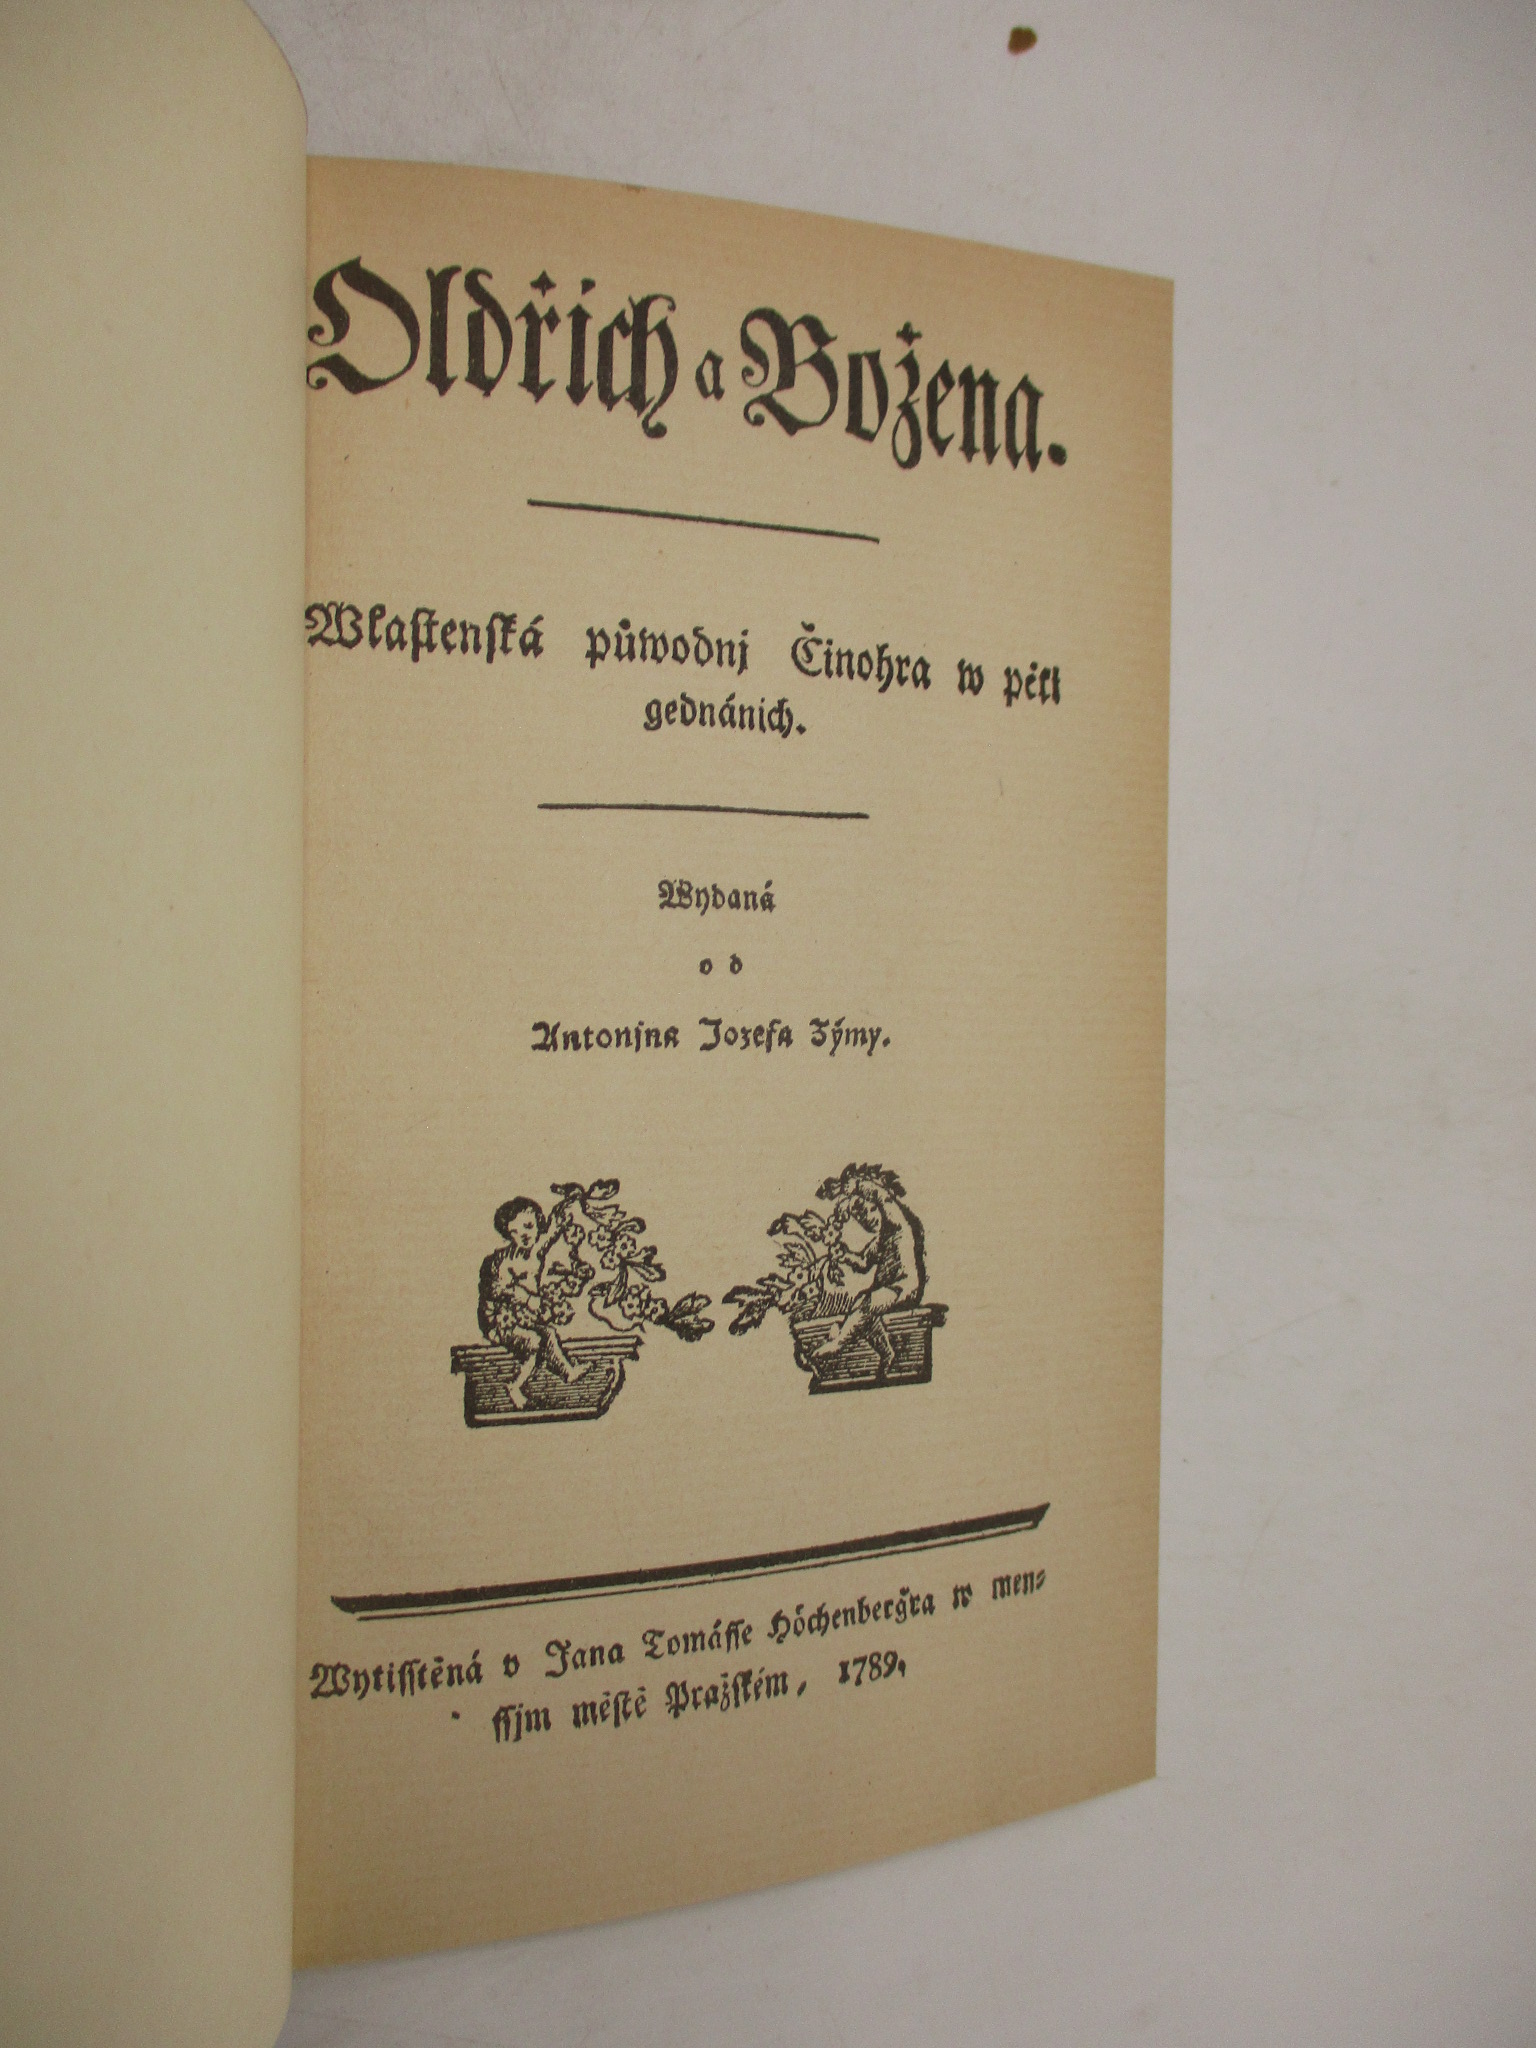 Oldřich a Božena.
Wlastenská půwodnj Činohra w pěti
gednánich.
Wydaná
od
Antonjna Jozefa Zýmy.
Wytisstěná v Jana Tomásse Höchenbergra w men-
ssjm městě Pražském, 1789.